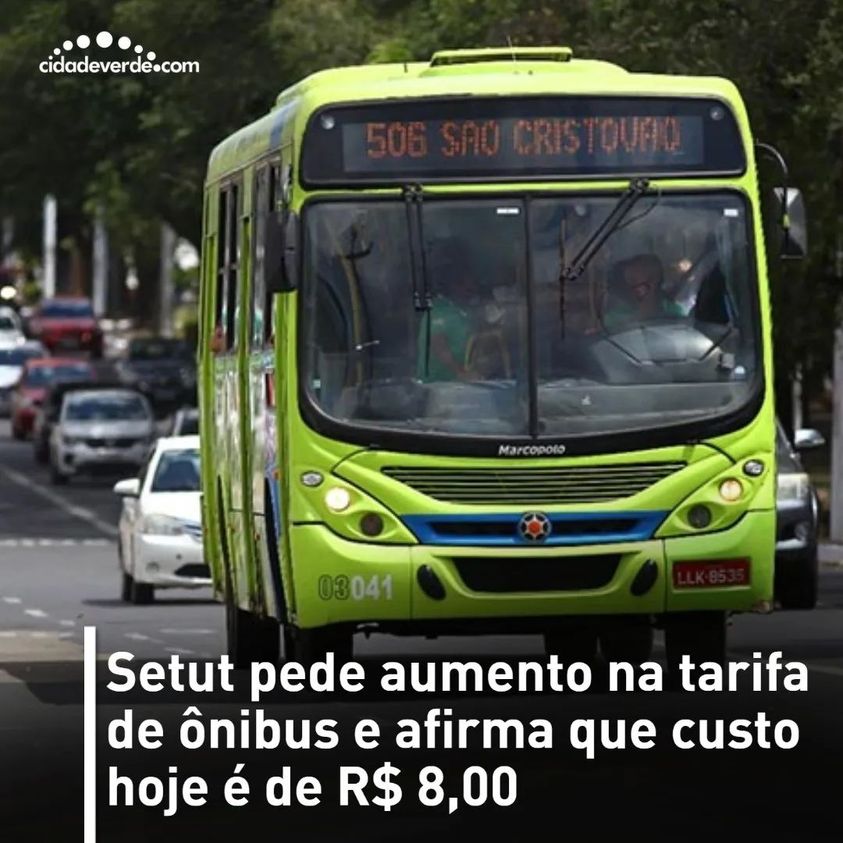 cidadeverde.com
506 SAO CRISTOVAO
Marcopolo
03041
LLK-8535
Setut pede aumento na tarifa
de ônibus e afirma que custo
hoje é de R$ 8,00